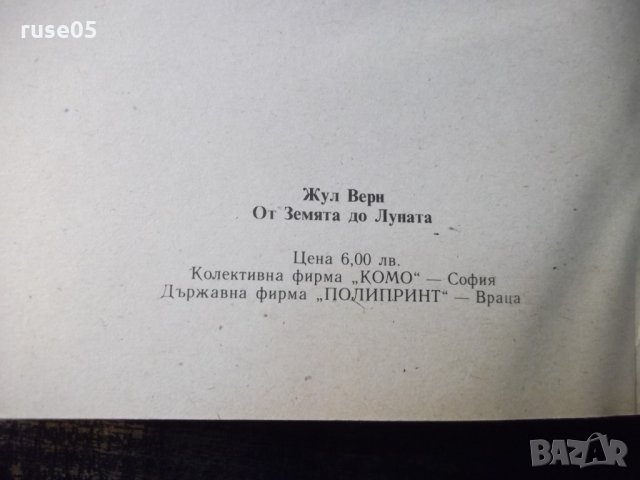 ruse05
Жул Верн
От Земята до Луната
Цена 6,00 лв.
Колективна фирма „КОМО“ — София
Държавна фирма „ПОЛИПРИНТ“ — Враца
BAZAR